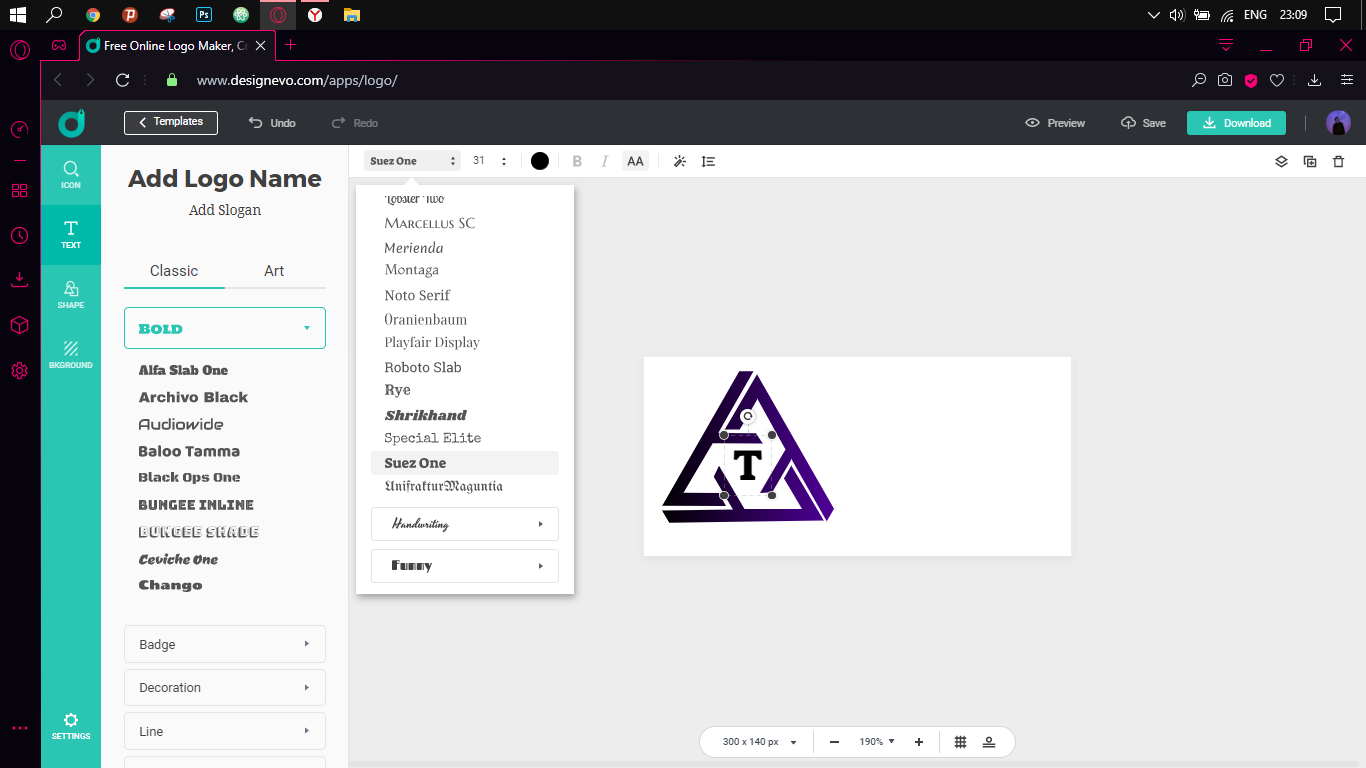 ENG
23:09
Free Online Logo Maker, Cr
www.designevo.com/apps/logo/
Templates
Undo
Redo
Preview
Save
Download
ICON
TEXT
SHAPE
BKGROUND
SETTINGS
Add Logo Name
Add Slogan
Classic
Art
BOLD
Alfa Slab One
Archivo Black
Audiowide
Baloo Tamma
Black Ops One
BUNGEE INLINE
BUNGEE SHADE
Ceviche One
Chango
Badge
Decoration
Line
Suez One
31
B
I
AA
Lobster Two
Marcellus SC
Merienda
Montaga
Noto Serif
Oranienbaum
Playfair Display
Roboto Slab
Rye
Shrikhand
Special Elite
Suez One
UnifrakturMaguntia
Handwriting
Funny
T
300 x 140 px
190%